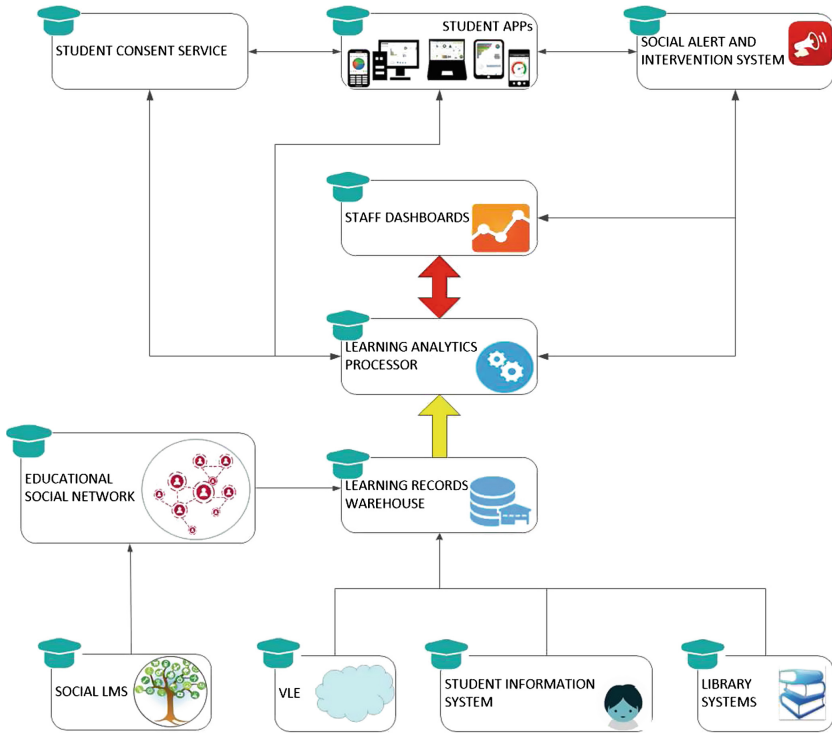 STUDENT CONSENT SERVICE
STUDENT APPs
SOCIAL ALERT AND
INTERVENTION SYSTEM
STAFF DASHBOARDS
LEARNING ANALYTICS
PROCESSOR
EDUCATIONAL
SOCIAL NETWORK
LEARNING RECORDS
WAREHOUSE
SOCIAL LMS
VLE
STUDENT INFORMATION
SYSTEM
LIBRARY
SYSTEMS